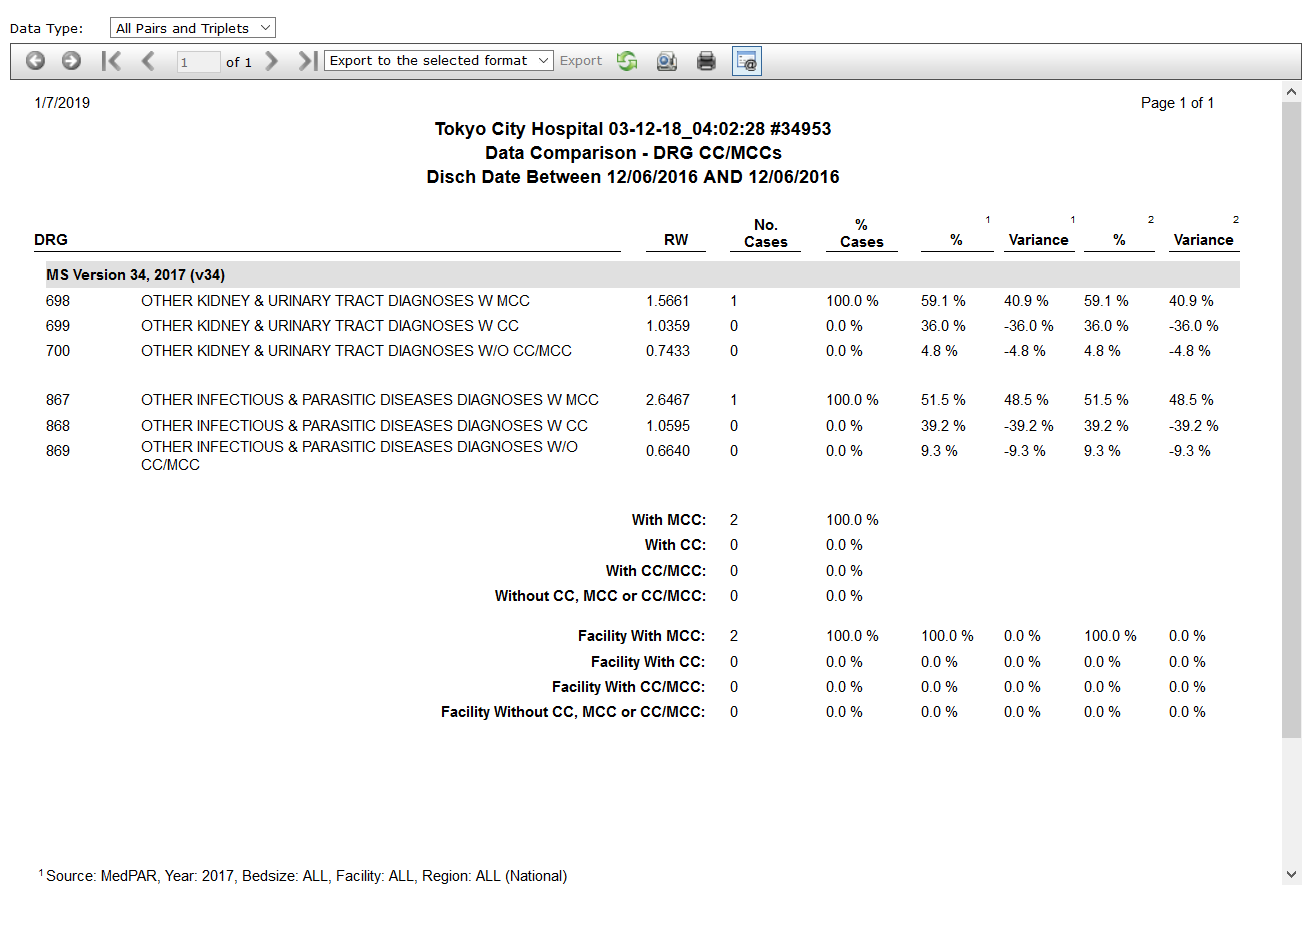 Data Type: All Pairs and Triplets
1 of 1 Export to the selected format Export
1/7/2019 Page 1 of 1
Tokyo City Hospital 03-12-18_04:02:28 #34953
Data Comparison - DRG CC/MCCs
Disch Date Between 12/06/2016 AND 12/06/2016
DRG RW No. Cases % Cases % 1 Variance 1 % 2 Variance 2
MS Version 34, 2017 (v34)
698 OTHER KIDNEY & URINARY TRACT DIAGNOSES W MCC 1.5661 1 100.0 % 59.1 % 40.9 % 59.1 % 40.9 %
699 OTHER KIDNEY & URINARY TRACT DIAGNOSES W CC 1.0359 0 0.0 % 36.0 % -36.0 % 36.0 % -36.0 %
700 OTHER KIDNEY & URINARY TRACT DIAGNOSES W/O CC/MCC 0.7433 0 0.0 % 4.8 % -4.8 % 4.8 % -4.8 %
867 OTHER INFECTIOUS & PARASITIC DISEASES DIAGNOSES W MCC 2.6467 1 100.0 % 51.5 % 48.5 % 51.5 % 48.5 %
868 OTHER INFECTIOUS & PARASITIC DISEASES DIAGNOSES W CC 1.0595 0 0.0 % 39.2 % -39.2 % 39.2 % -39.2 %
869 OTHER INFECTIOUS & PARASITIC DISEASES DIAGNOSES W/O CC/MCC 0.6640 0 0.0 % 9.3 % -9.3 % 9.3 % -9.3 %
With MCC: 2 100.0 %
With CC: 0 0.0 %
With CC/MCC: 0 0.0 %
Without CC, MCC or CC/MCC: 0 0.0 %
Facility With MCC: 2 100.0 % 100.0 % 0.0 % 100.0 % 0.0 %
Facility With CC: 0 0.0 % 0.0 % 0.0 % 0.0 % 0.0 %
Facility With CC/MCC: 0 0.0 % 0.0 % 0.0 % 0.0 % 0.0 %
Facility Without CC, MCC or CC/MCC: 0 0.0 % 0.0 % 0.0 % 0.0 % 0.0 %
1 Source: MedPAR, Year: 2017, Bedsize: ALL, Facility: ALL, Region: ALL (National)